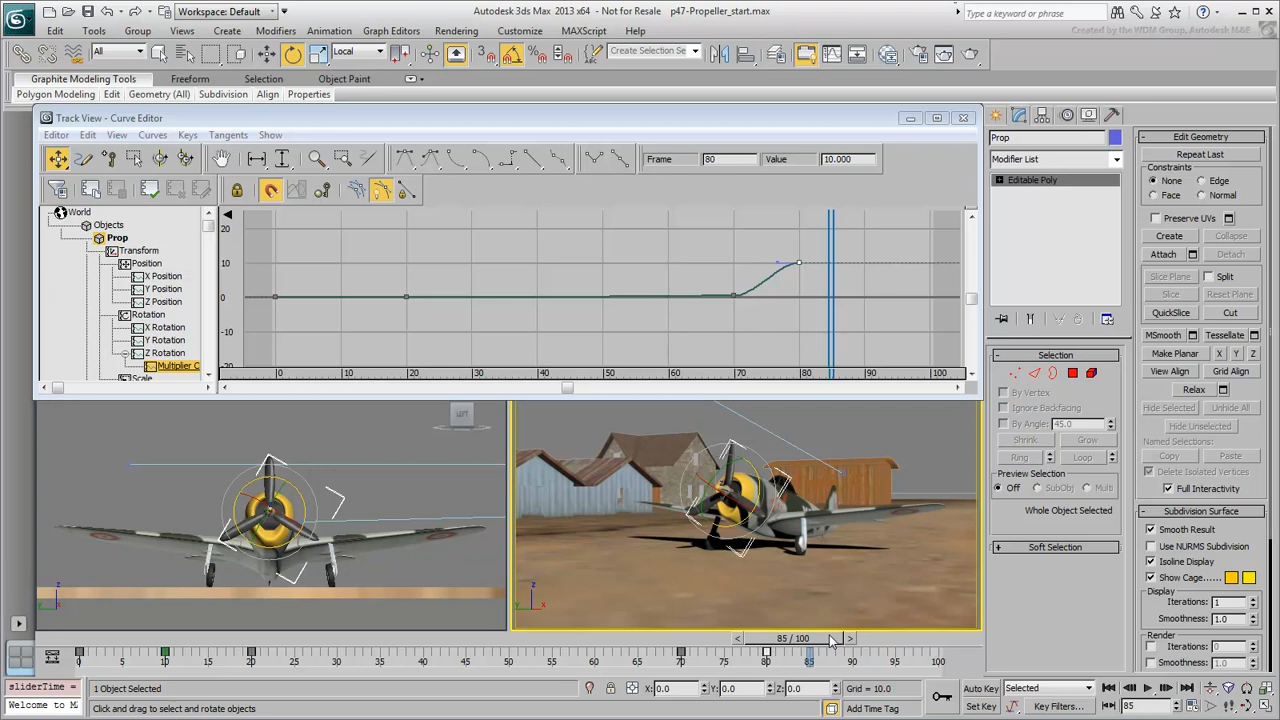 Workspace: Default
Autodesk 3ds Max 2013 x64 - Not for Resale p47-Propeller_start.max
Type a keyword or phrase
Created by the WDM Group, Autodesk M&E
Edit Tools Group Views Create Modifiers Animation Graph Editors Rendering Customize MAXScript Help
All
Local
Create Selection Se
Graphite Modeling Tools Freeform Selection Object Paint
Polygon Modeling Edit Geometry (All) Subdivision Align Properties
Track View - Curve Editor
Editor Edit View Curves Keys Tangents Show
Frame 80 Value 10.000
World
Objects
Prop
Transform
Position
X Position
Y Position
Z Position
Rotation
X Rotation
Y Rotation
Z Rotation
Multiplier C
Scale
20
10
0
-10
-20
0 10 20 30 40 50 60 70 80 90 100
LEFT
z
y
x
z
y
x
Prop
Modifier List
Editable Poly
Selection
By Vertex
Ignore Backfacing
By Angle: 45.0
Shrink Grow
Ring Loop
Preview Selection
Off SubObj Multi
Whole Object Selected
Soft Selection
Edit Geometry
Repeat Last
Constraints
None Edge
Face Normal
Preserve UVs
Create Collapse
Attach Detach
Slice Plane Split
Slice Reset Plane
QuickSlice Cut
MSmooth Tessellate
Make Planar X Y Z
View Align Grid Align
Relax
Hide Selected Unhide All
Hide Unselected
Named Selections:
Copy Paste
Delete Isolated Vertices
Full Interactivity
Subdivision Surface
Smooth Result
Use NURMS Subdivision
Isoline Display
Show Cage......
Display
Iterations: 1
Smoothness: 1.0
Render
Iterations: 0
Smoothness: 1.0
< 85 / 100 >
0 5 10 15 20 25 30 35 40 45 50 55 60 65 70 75 80 85 90 95 100
sliderTime =
Welcome to M
1 Object Selected
Click and drag to select and rotate objects
X: 0.0 Y: 0.0 Z: 0.0 Grid = 10.0
Add Time Tag
Auto Key Selected
Set Key Key Filters...
85